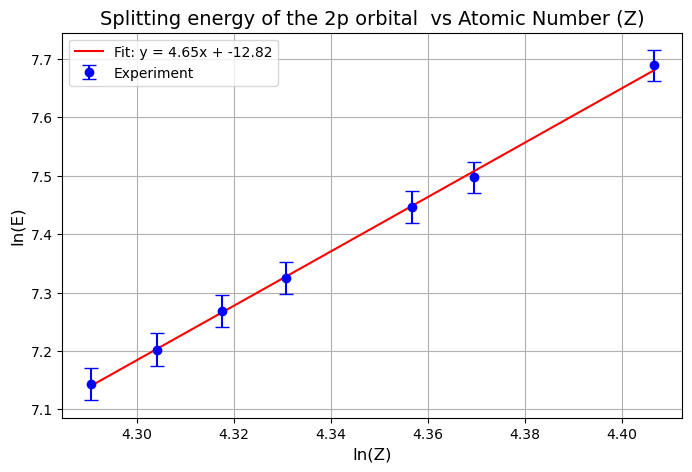 Splitting energy of the 2p orbital  vs Atomic Number (Z)
Fit: y = 4.65x + -12.82
Experiment
7.7
7.6
7.5
7.4
7.3
7.2
7.1
ln(E)
4.30 4.32 4.34 4.36 4.38 4.40
ln(Z)